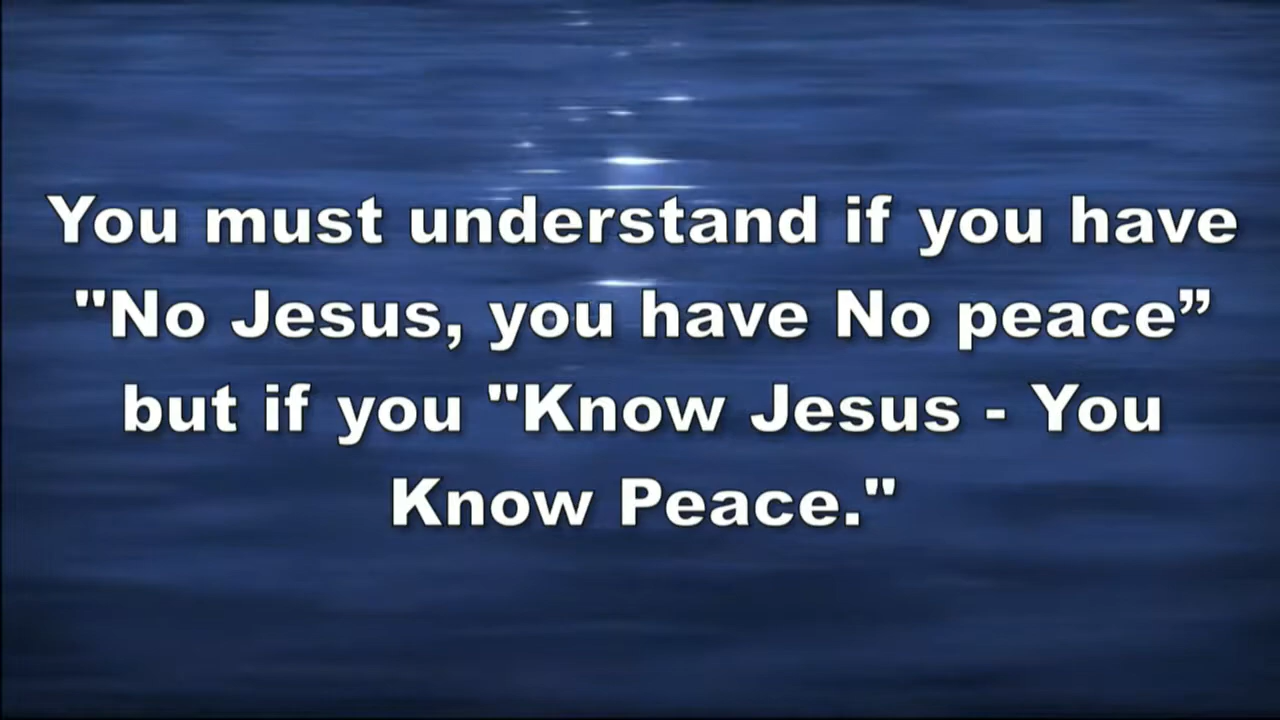 You must understand if you have
"No Jesus, you have No peace”
but if you "Know Jesus - You
Know Peace."